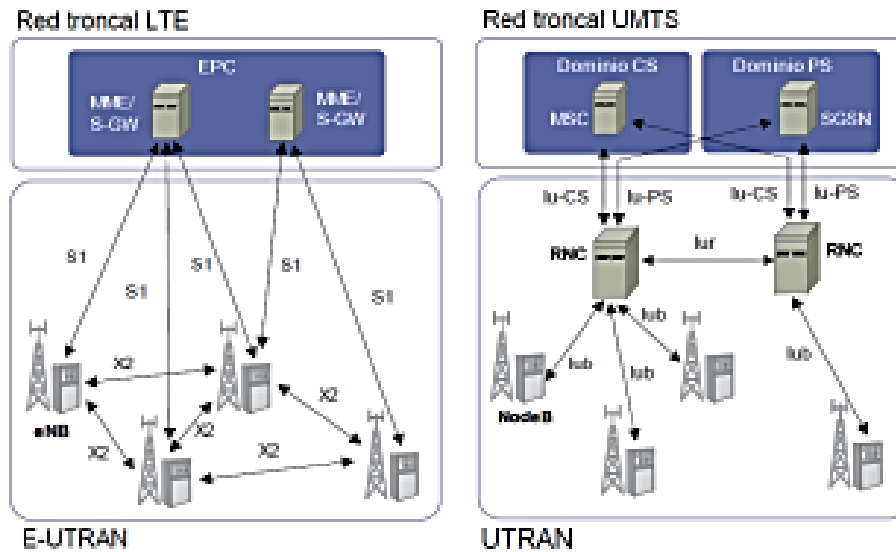 Red troncal LTE
EPC
MME/
S-GW
MME/
S-GW
S1
S1
S1
S1
S1
X2
X2
X2
X2
X2
eNB
E-UTRAN
Red troncal UMTS
Dominio CS
Dominio PS
MSC
SGSN
Iu-CS
Iu-PS
Iu-CS
Iu-PS
RNC
Iur
RNC
Iub
Iub
Iub
Iub
NodeB
UTRAN